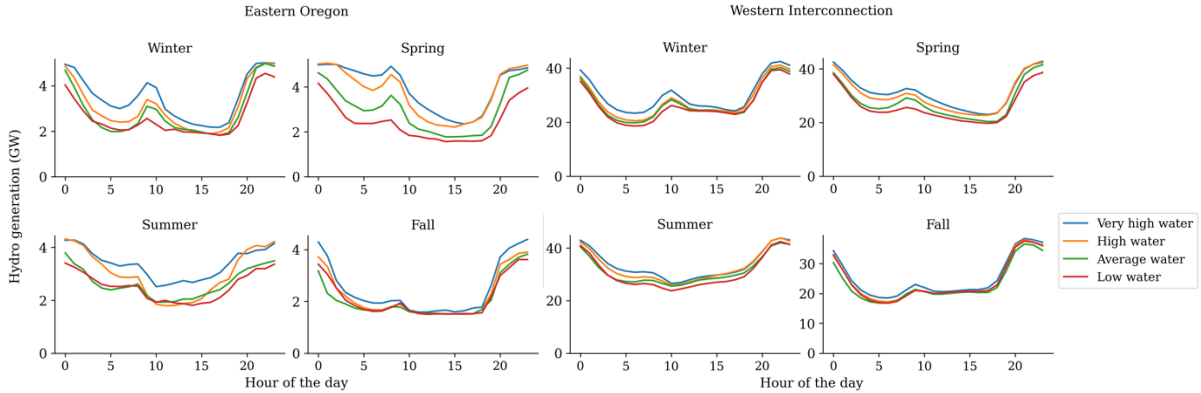 Eastern Oregon
Western Interconnection
Winter
Spring
Winter
Spring
4
2
0
0 5 10 15 20
4
2
0
0 5 10 15 20
40
20
0
0 5 10 15 20
40
20
0
0 5 10 15 20
Hydro generation (GW)
Summer
Fall
Summer
Fall
4
2
0
0 5 10 15 20
4
2
0
0 5 10 15 20
40
20
0
0 5 10 15 20
30
20
10
0
0 5 10 15 20
Very high water
High water
Average water
Low water
Hour of the day
Hour of the day